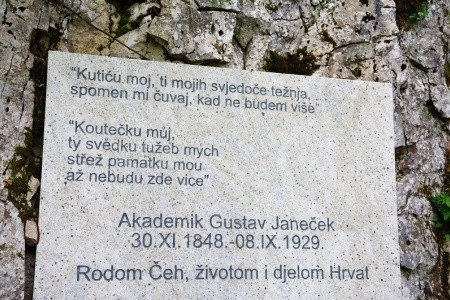 "Kutiću moj, ti mojih svjedoče težnja,
spomen mi čuvaj, kad ne budem više"
"Koutečku můj,
ty svědku tužeb mych
střež památku mou
až nebudu zde vice"
Akademik Gustav Janeček
30.XI.1848.-08.IX.1929.
Rodom Čeh, životom i djelom Hrvat